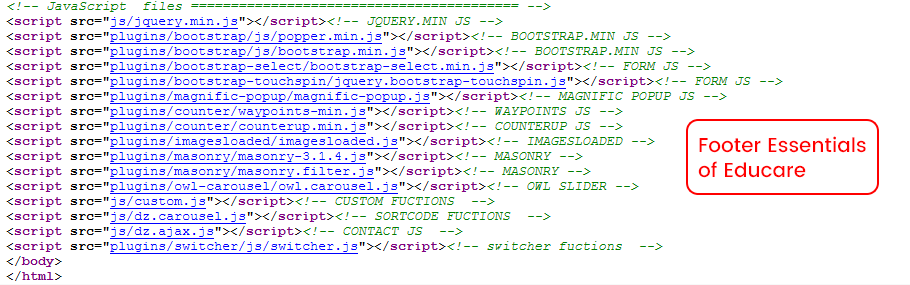 <!-- JavaScript  files ========================================= -->
<script src="js/jquery.min.js"></script><!-- JQUERY.MIN JS -->
<script src="plugins/bootstrap/js/popper.min.js"></script><!-- BOOTSTRAP.MIN JS -->
<script src="plugins/bootstrap/js/bootstrap.min.js"></script><!-- BOOTSTRAP.MIN JS -->
<script src="plugins/bootstrap-select/bootstrap-select.min.js"></script><!-- FORM JS -->
<script src="plugins/bootstrap-touchspin/jquery.bootstrap-touchspin.js"></script><!-- FORM JS -->
<script src="plugins/magnific-popup/magnific-popup.js"></script><!-- MAGNIFIC POPUP JS -->
<script src="plugins/counter/waypoints-min.js"></script><!-- WAYPOINTS JS -->
<script src="plugins/counter/counterup.min.js"></script><!-- COUNTERUP JS -->
<script src="plugins/imagesloaded/imagesloaded.js"></script><!-- IMAGESLOADED -->
<script src="plugins/masonry/masonry-3.1.4.js"></script><!-- MASONRY -->
<script src="plugins/masonry/masonry.filter.js"></script><!-- MASONRY -->
<script src="plugins/owl-carousel/owl.carousel.js"></script><!-- OWL SLIDER -->
<script src="js/custom.js"></script><!-- CUSTOM FUCTIONS  -->
<script src="js/dz.carousel.js"></script><!-- SORTCODE FUCTIONS  -->
<script src="js/dz.ajax.js"></script><!-- CONTACT JS  -->
<script src="plugins/switcher/js/switcher.js"></script><!-- switcher fuctions  -->
</body>
</html>
Footer Essentials
of Educare